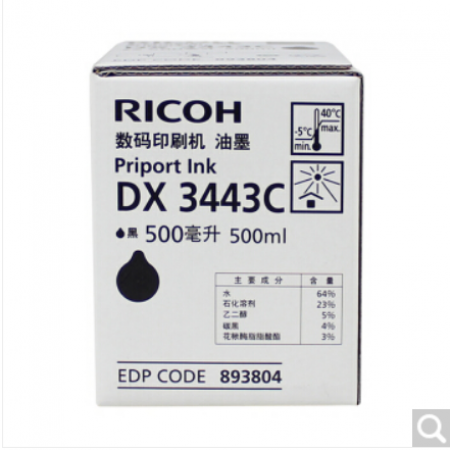 RICOH
数码印刷机 油墨
Priport Ink
DX 3443C
黑 500毫升 500ml
40°C
max.
-5°C
min.
主要成分 含量
水 64%
石化溶剂 23%
乙二醇 5%
碳黑 4%
3%
EDP CODE 893804